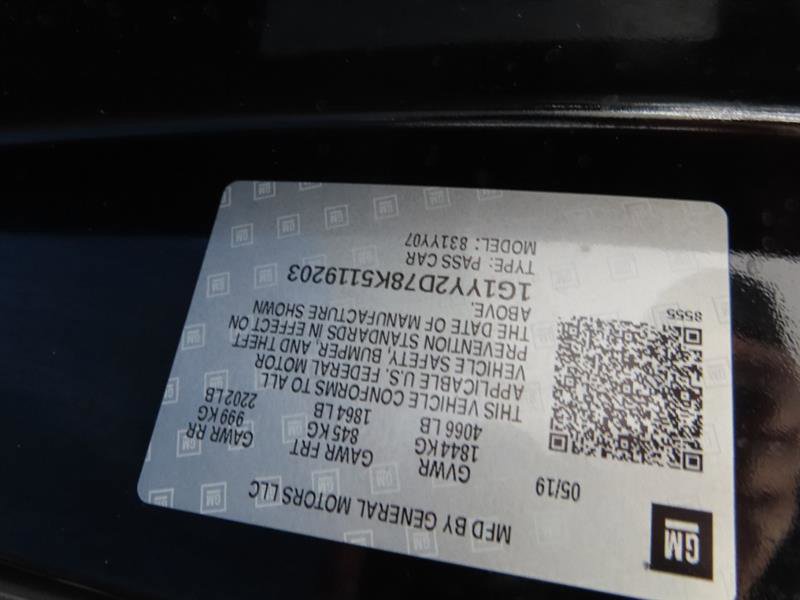 GM
MFD BY GENERAL MOTORS LLC
05/19
GVWR
1844 KG
4066 LB
GAWR FRT
845 KG
1864 LB
GAWR RR
999 KG
2202 LB
THIS VEHICLE CONFORMS TO ALL
APPLICABLE U.S. FEDERAL MOTOR
VEHICLE SAFETY, BUMPER, AND THEFT
PREVENTION STANDARDS IN EFFECT ON
THE DATE OF MANUFACTURE SHOWN
ABOVE.
1G1YY2D78K5119203
TYPE: PASS CAR
MODEL: 831YY07
8555